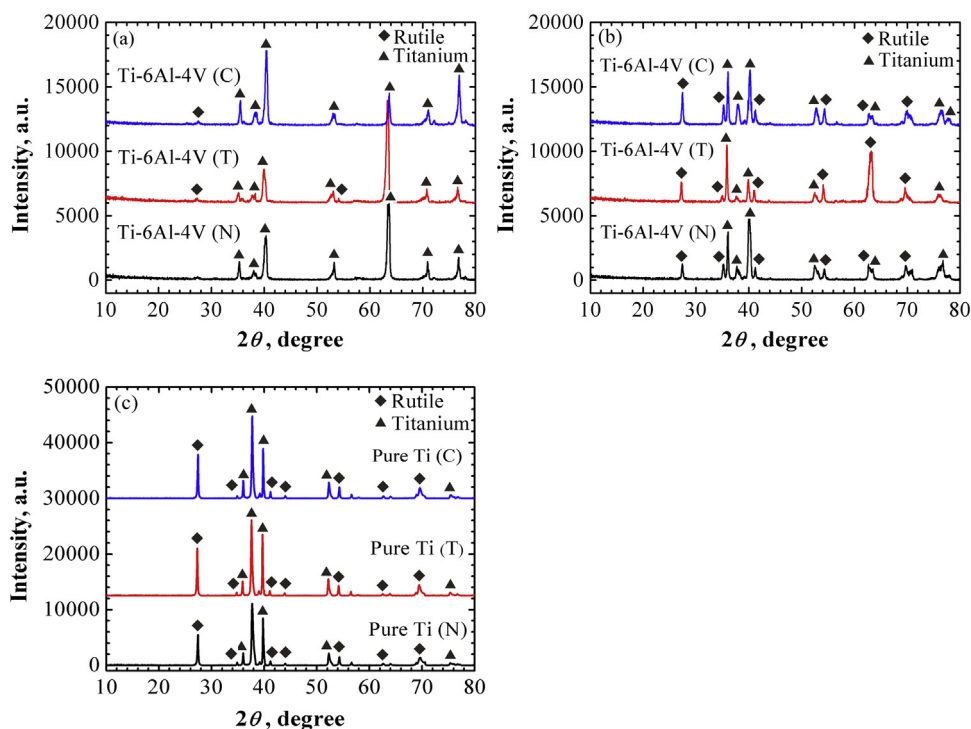 20000
(a)
◆ Rutile
▲ Titanium
Ti-6Al-4V (C)
15000
10000
Ti-6Al-4V (T)
5000
Ti-6Al-4V (N)
0
Intensity, a.u.
10 20 30 40 50 60 70 80
2θ, degree
20000
(b)
◆ Rutile
▲ Titanium
Ti-6Al-4V (C)
15000
10000
Ti-6Al-4V (T)
5000
Ti-6Al-4V (N)
0
Intensity, a.u.
10 20 30 40 50 60 70 80
2θ, degree
50000
(c)
◆ Rutile
▲ Titanium
40000
Pure Ti (C)
30000
20000
Pure Ti (T)
10000
Pure Ti (N)
0
Intensity, a.u.
10 20 30 40 50 60 70 80
2θ, degree